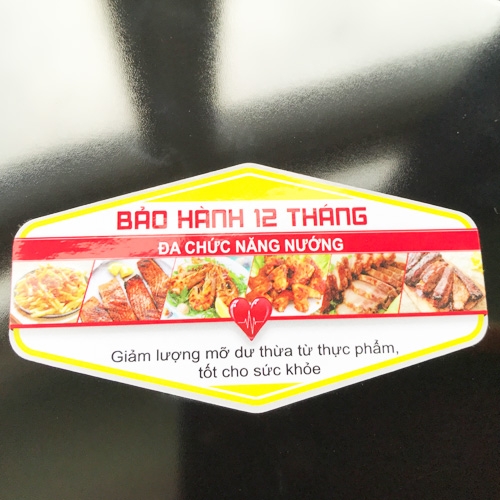 BẢO HÀNH 12 THÁNG
ĐA CHỨC NĂNG NƯỚNG
Giảm lượng mỡ dư thừa từ thực phẩm,
tốt cho sức khỏe